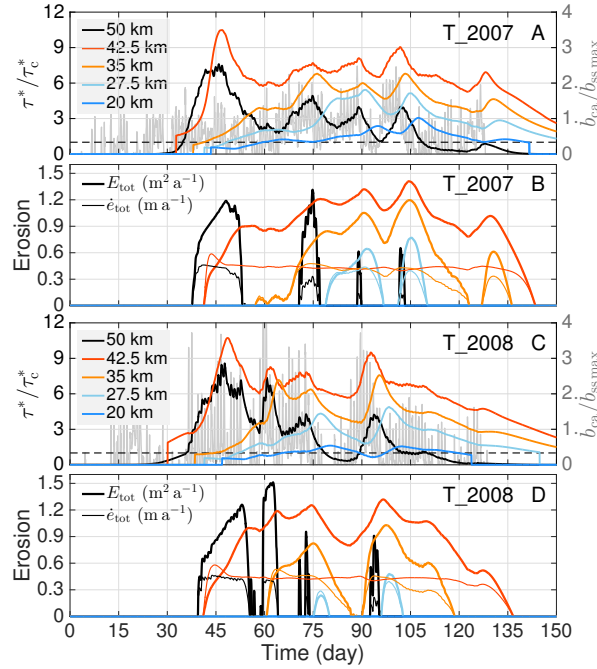 12
9
6
3
0
τ*/τ*c
50 km
42.5 km
35 km
27.5 km
20 km
T_2007 A
4
3
2
1
0
ḃca/ḃss max
1.5
1.2
0.9
0.6
0.3
0
Erosion
Etot (m² a⁻¹)
ėtot (m a⁻¹)
T_2007 B
12
9
6
3
0
τ*/τ*c
50 km
42.5 km
35 km
27.5 km
20 km
T_2008 C
4
3
2
1
0
ḃca/ḃss max
1.5
1.2
0.9
0.6
0.3
0
Erosion
Etot (m² a⁻¹)
ėtot (m a⁻¹)
T_2008 D
0 15 30 45 60 75 90 105 120 135 150
Time (day)